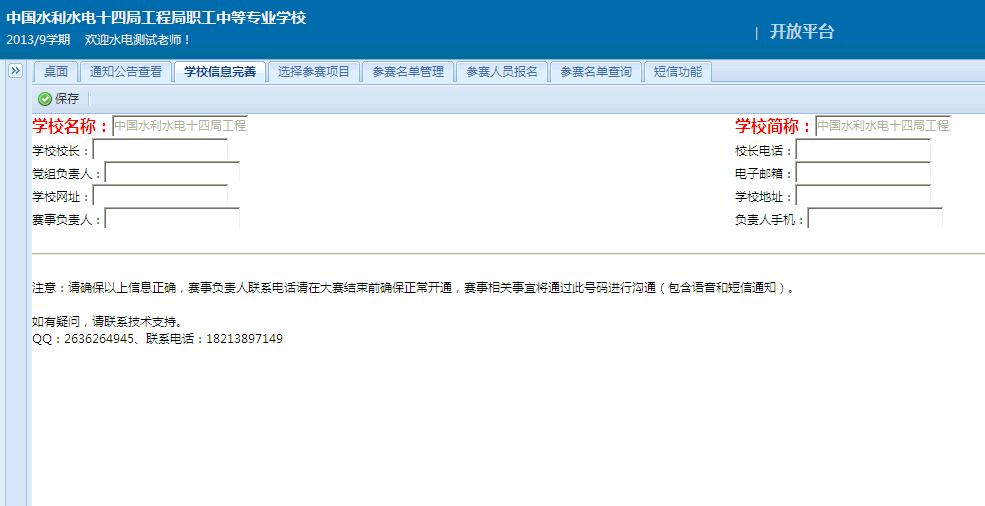 中国水利水电十四局工程局职工中等专业学校
2013/9学期 欢迎水电测试老师！
| 开放平台
桌面 通知公告查看 学校信息完善 选择参赛项目 参赛名单管理 参赛人员报名 参赛名单查询 短信功能
保存
学校名称：中国水利水电十四局工程 学校简称：中国水利水电十四局工程
学校校长： 校长电话：
党组负责人： 电子邮箱：
学校网址： 学校地址：
赛事负责人： 负责人手机：
注意：请确保以上信息正确，赛事负责人联系电话请在大赛结束前确保正常开通，赛事相关事宜将通过此号码进行沟通（包含语音和短信通知）。
如有疑问，请联系技术支持。
QQ：2636264945、联系电话：18213897149